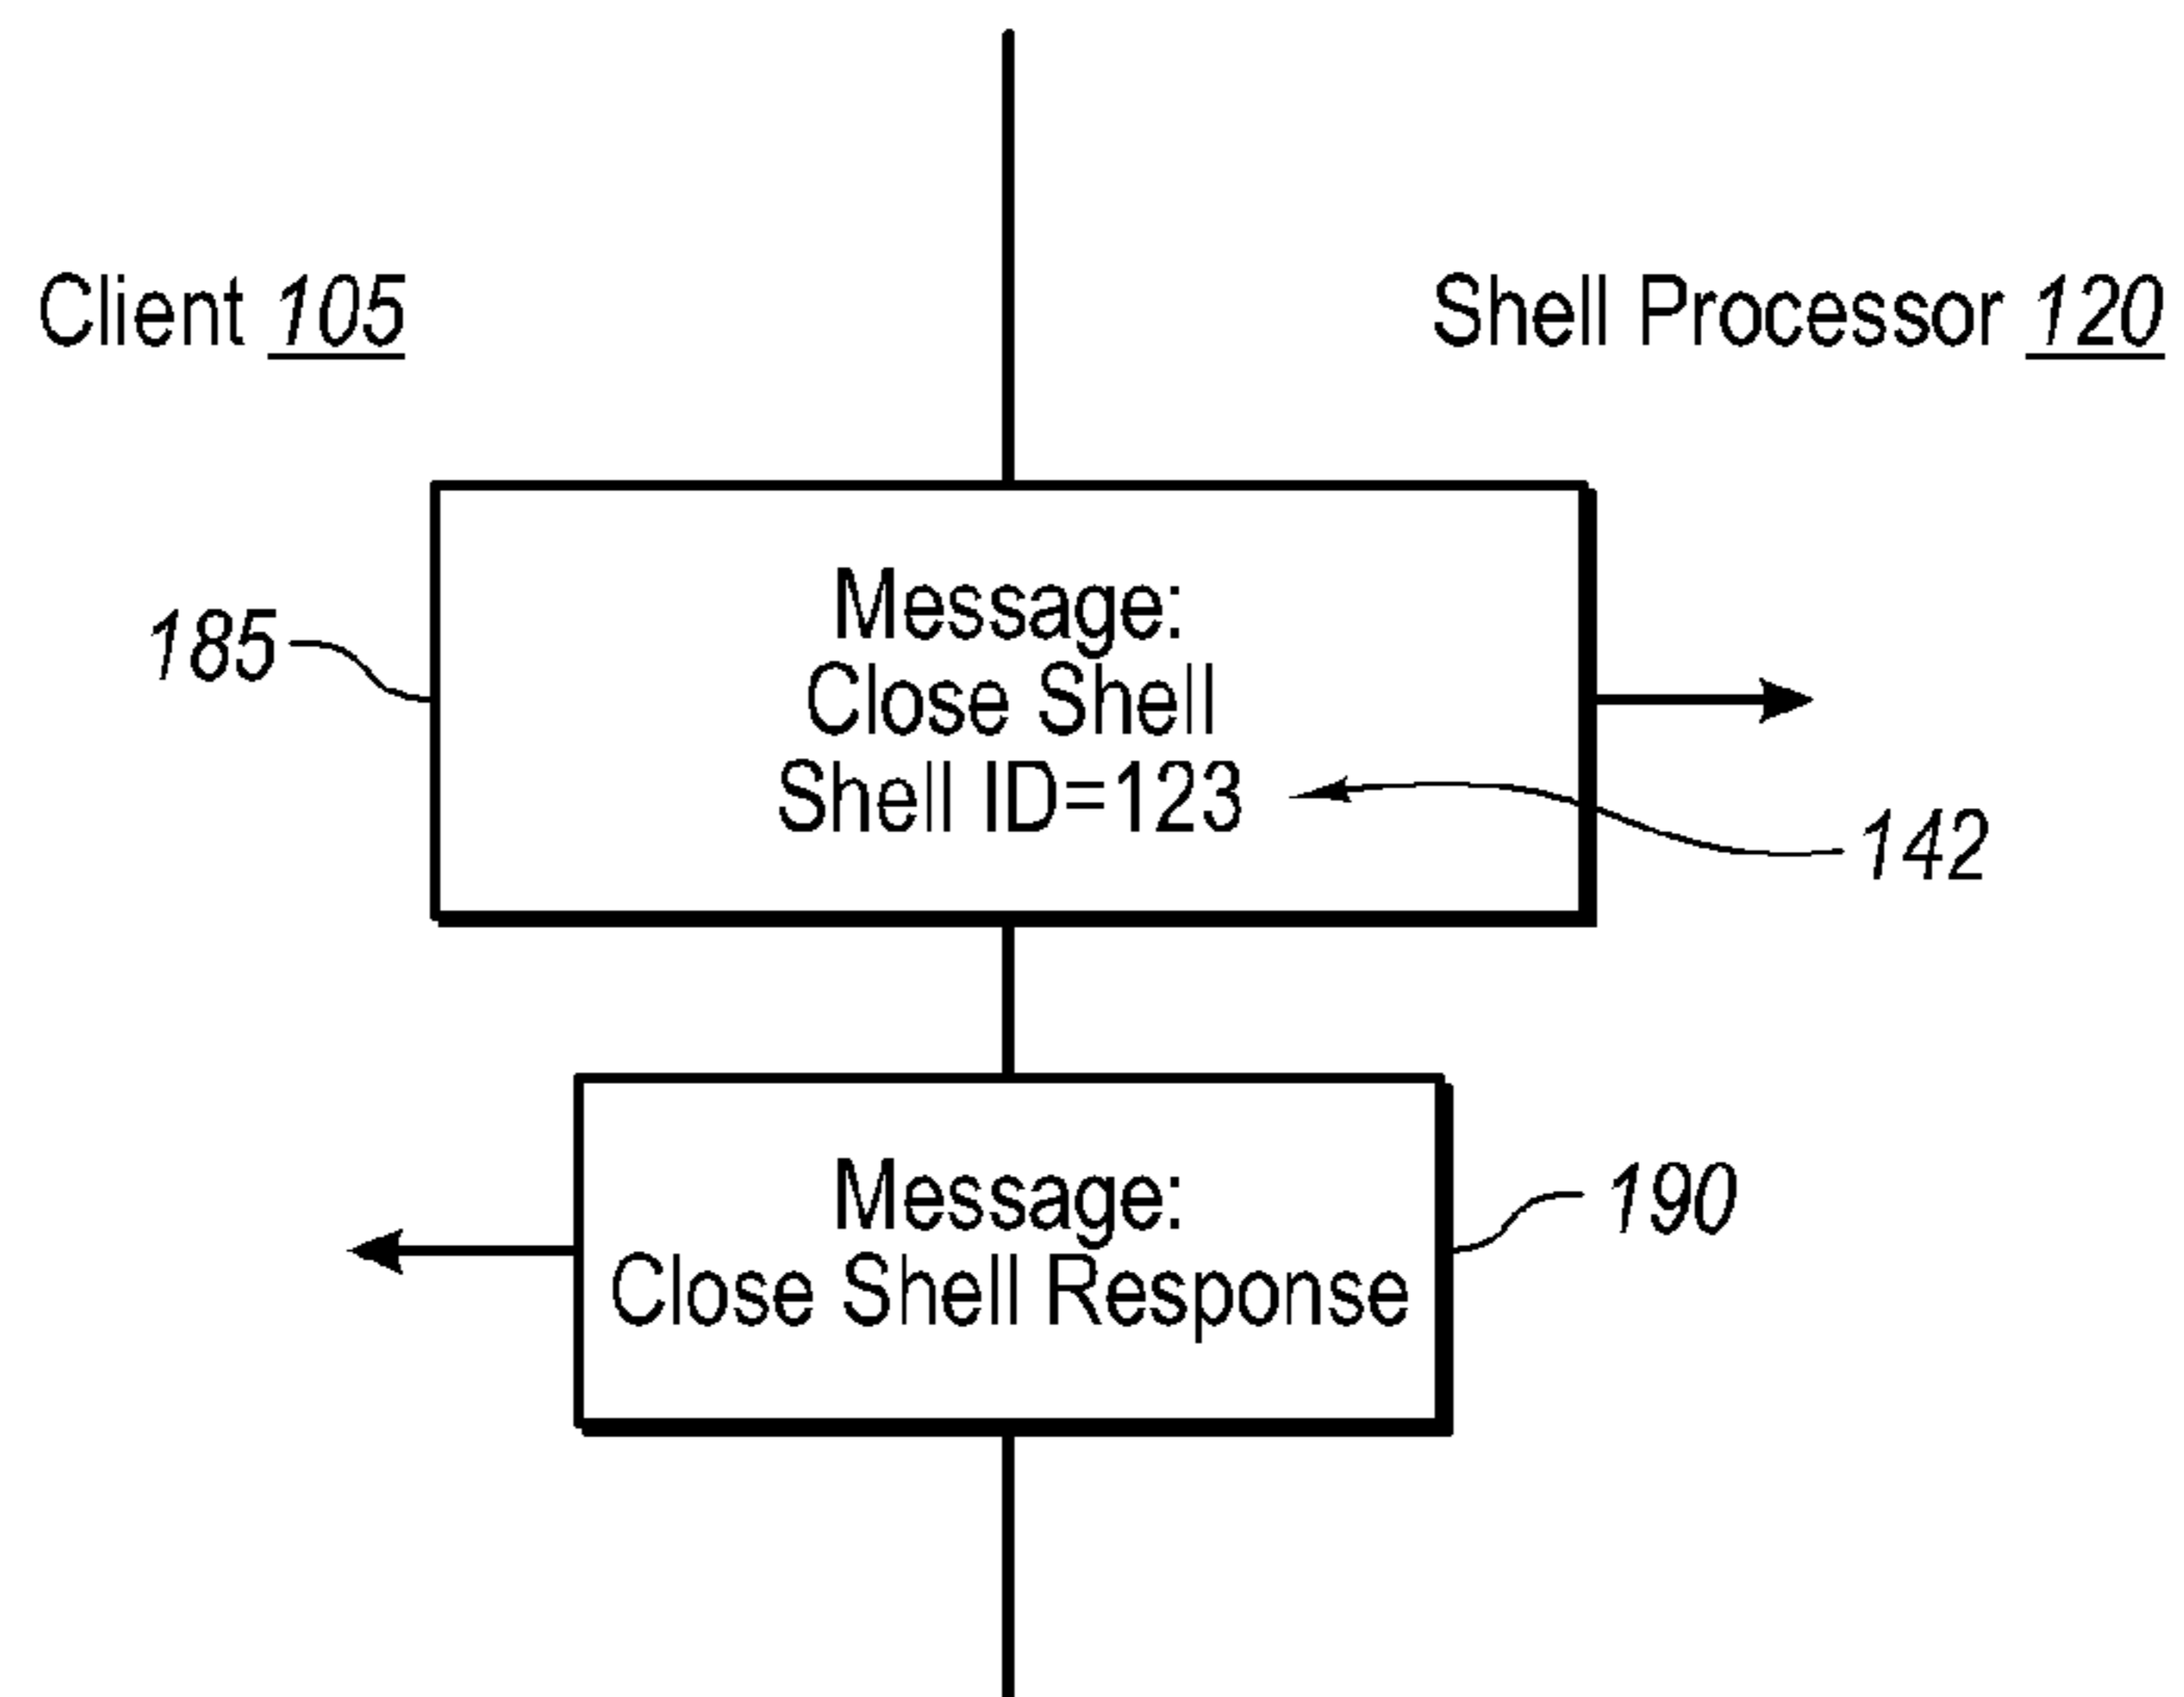 Client 105
Shell Processor 120
Message:
Close Shell
Shell ID=123
185
142
Message:
Close Shell Response
190